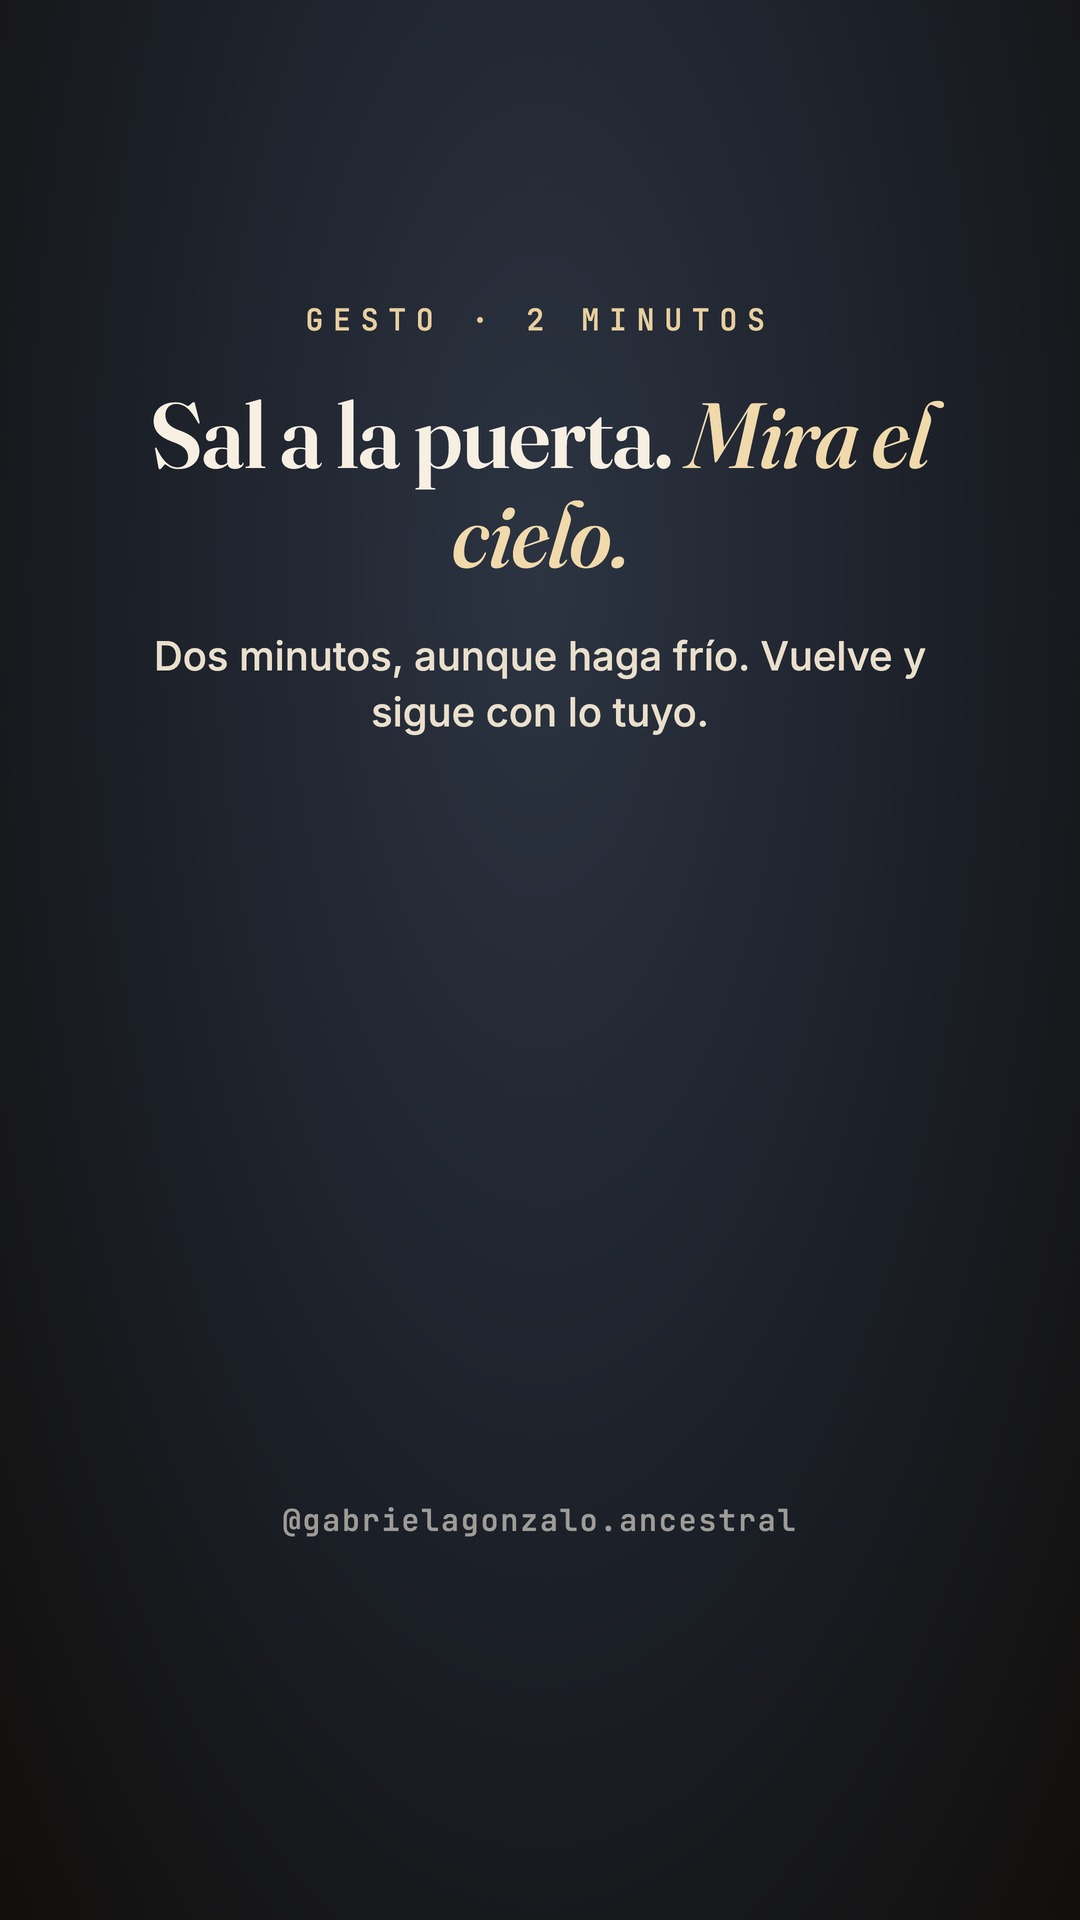 GESTO · 2 MINUTOS
Sal a la puerta. Mira el
cielo.
Dos minutos, aunque haga frío. Vuelve y
sigue con lo tuyo.
@gabrielagonzalo.ancestral